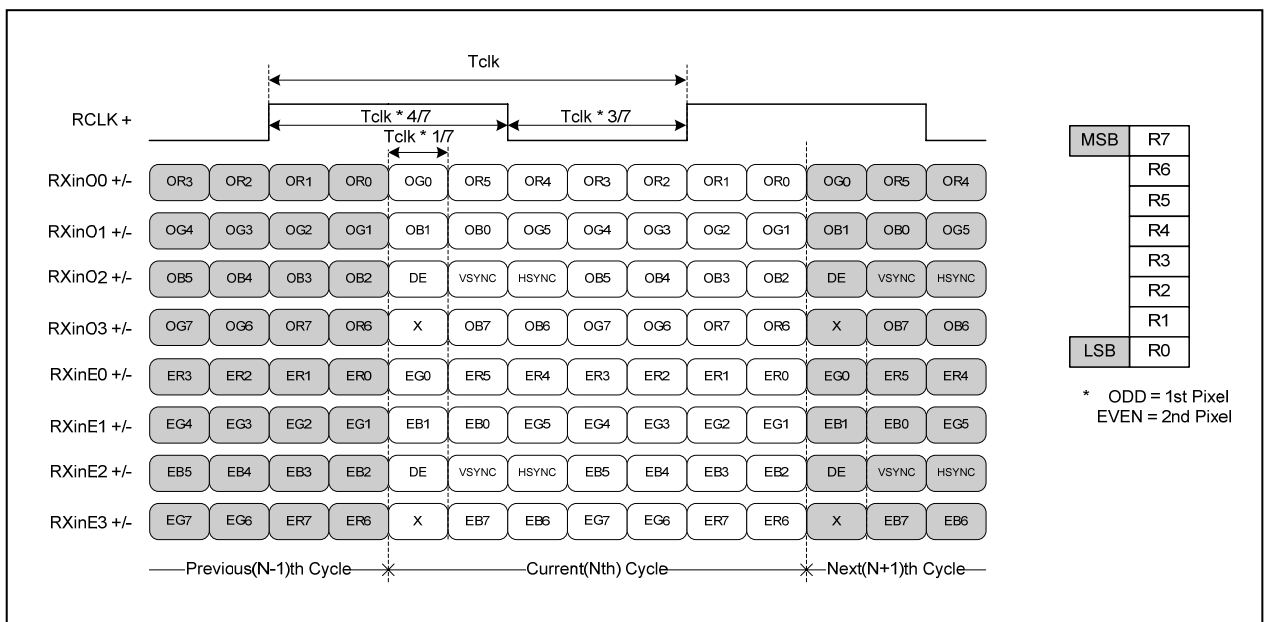 Tclk
RCLK +
Tclk * 4/7
Tclk * 3/7
Tclk * 1/7
RXinO0 +/- OR3 OR2 OR1 OR0 OG0 OR5 OR4 OR3 OR2 OR1 OR0 OG0 OR5 OR4
RXinO1 +/- OG4 OG3 OG2 OG1 OB1 OB0 OG5 OG4 OG3 OG2 OG1 OB1 OB0 OG5
RXinO2 +/- OB5 OB4 OB3 OB2 DE VSYNC HSYNC OB5 OB4 OB3 OB2 DE VSYNC HSYNC
RXinO3 +/- OG7 OG6 OR7 OR6 X OB7 OB6 OG7 OG6 OR7 OR6 X OB7 OB6
RXinE0 +/- ER3 ER2 ER1 ER0 EG0 ER5 ER4 ER3 ER2 ER1 ER0 EG0 ER5 ER4
RXinE1 +/- EG4 EG3 EG2 EG1 EB1 EB0 EG5 EG4 EG3 EG2 EG1 EB1 EB0 EG5
RXinE2 +/- EB5 EB4 EB3 EB2 DE VSYNC HSYNC EB5 EB4 EB3 EB2 DE VSYNC HSYNC
RXinE3 +/- EG7 EG6 ER7 ER6 X EB7 EB6 EG7 EG6 ER7 ER6 X EB7 EB6
Previous(N-1)th Cycle Current(Nth) Cycle Next(N+1)th Cycle
MSB R7
R6
R5
R4
R3
R2
R1
LSB R0
* ODD = 1st Pixel
EVEN = 2nd Pixel